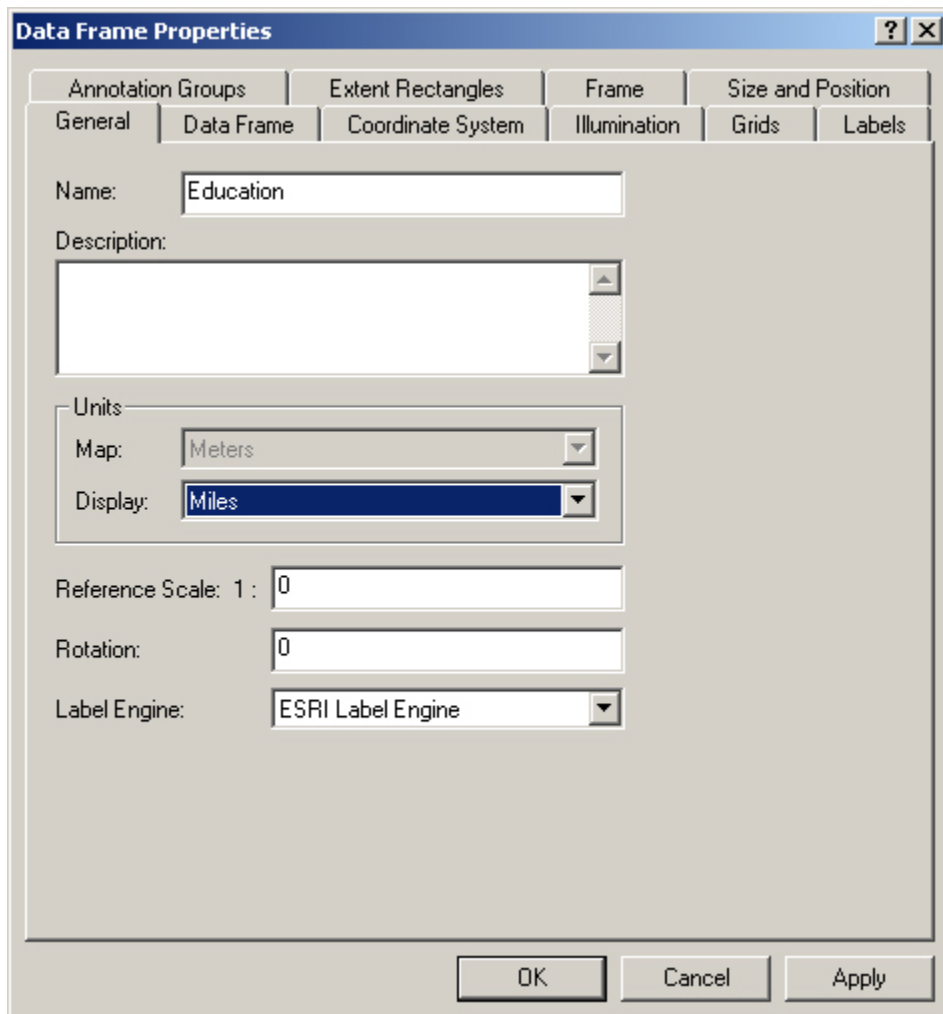 Data Frame Properties
Annotation Groups Extent Rectangles Frame Size and Position
General Data Frame Coordinate System Illumination Grids Labels
Name: Education
Description:
Units
Map: Meters
Display: Miles
Reference Scale: 1 : 0
Rotation: 0
Label Engine: ESRI Label Engine
OK Cancel Apply